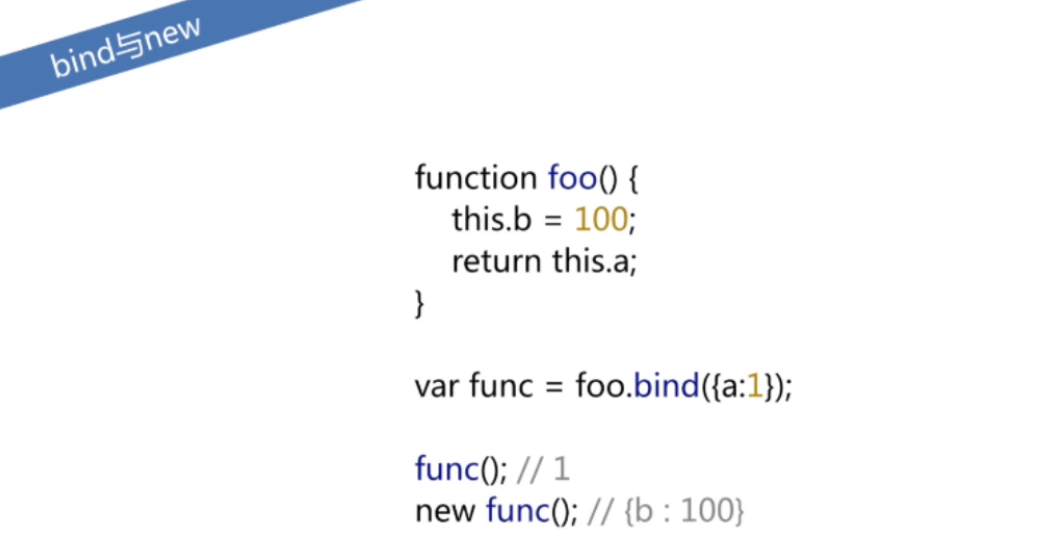 bind与new
function foo() {
this.b = 100;
return this.a;
}
var func = foo.bind({a:1});
func(); // 1
new func(); // {b : 100}